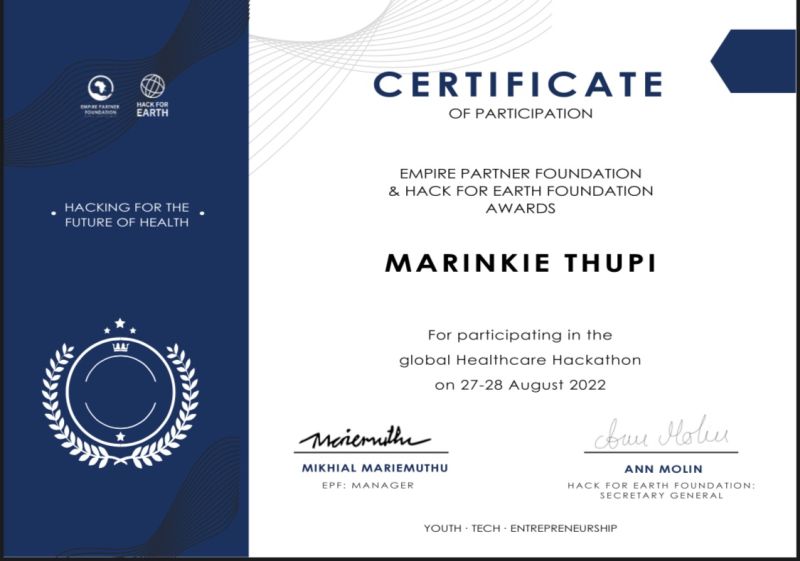 EMPIRE PARTNER
FOUNDATION
HACK FOR
EARTH
• HACKING FOR THE •
FUTURE OF HEALTH
CERTIFICATE
OF PARTICIPATION
EMPIRE PARTNER FOUNDATION
& HACK FOR EARTH FOUNDATION
AWARDS
MARINKIE THUPI
For participating in the
global Healthcare Hackathon
on 27-28 August 2022
Mariemuthu
Ann Molin
MIKHIAL MARIEMUTHU
EPF: MANAGER
ANN MOLIN
HACK FOR EARTH FOUNDATION:
SECRETARY GENERAL
YOUTH · TECH · ENTREPRENEURSHIP